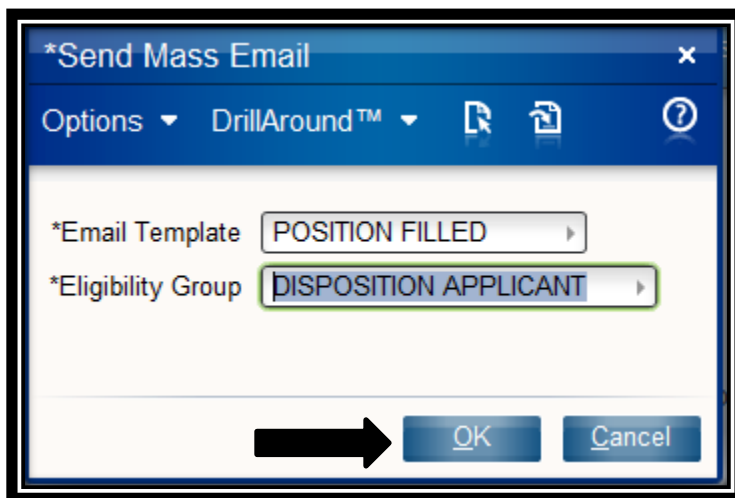 *Send Mass Email
Options DrillAround™
*Email Template POSITION FILLED
*Eligibility Group DISPOSITION APPLICANT
OK Cancel